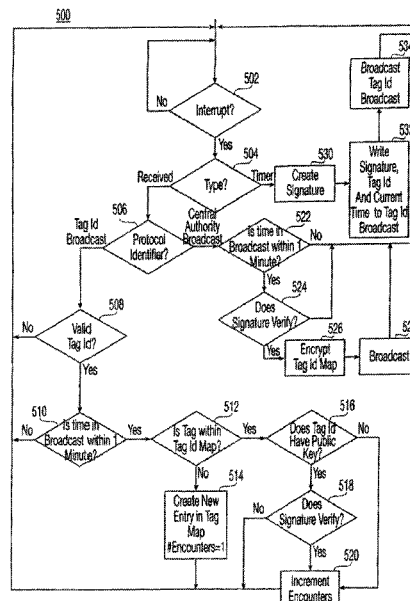 500
502
No
Interrupt?
Yes
504
Received
Type?
Timer
530
Create
Signature
534
Broadcast
Tag Id
Broadcast
Write
Signature,
Tag Id
And Current
Time to Tag Id
Broadcast
506
Tag Id
Broadcast
Protocol
Identifier?
Central
Authority
Broadcast
522
Is time in
Broadcast within 1
Minute?
No
Yes
524
Does
Signature Verify?
Yes
526
Encrypt
Tag Id Map
Broadcast
508
No
Valid
Tag Id?
Yes
510
No
Is time in
Broadcast within 1
Minute?
Yes
512
Is Tag within
Tag Id Map?
Yes
No
514
Create New
Entry in Tag
Map
#Encounters=1
516
Does Tag Id
Have Public
Key?
No
Yes
518
No
Does
Signature Verify?
Yes
520
Increment
Encounters